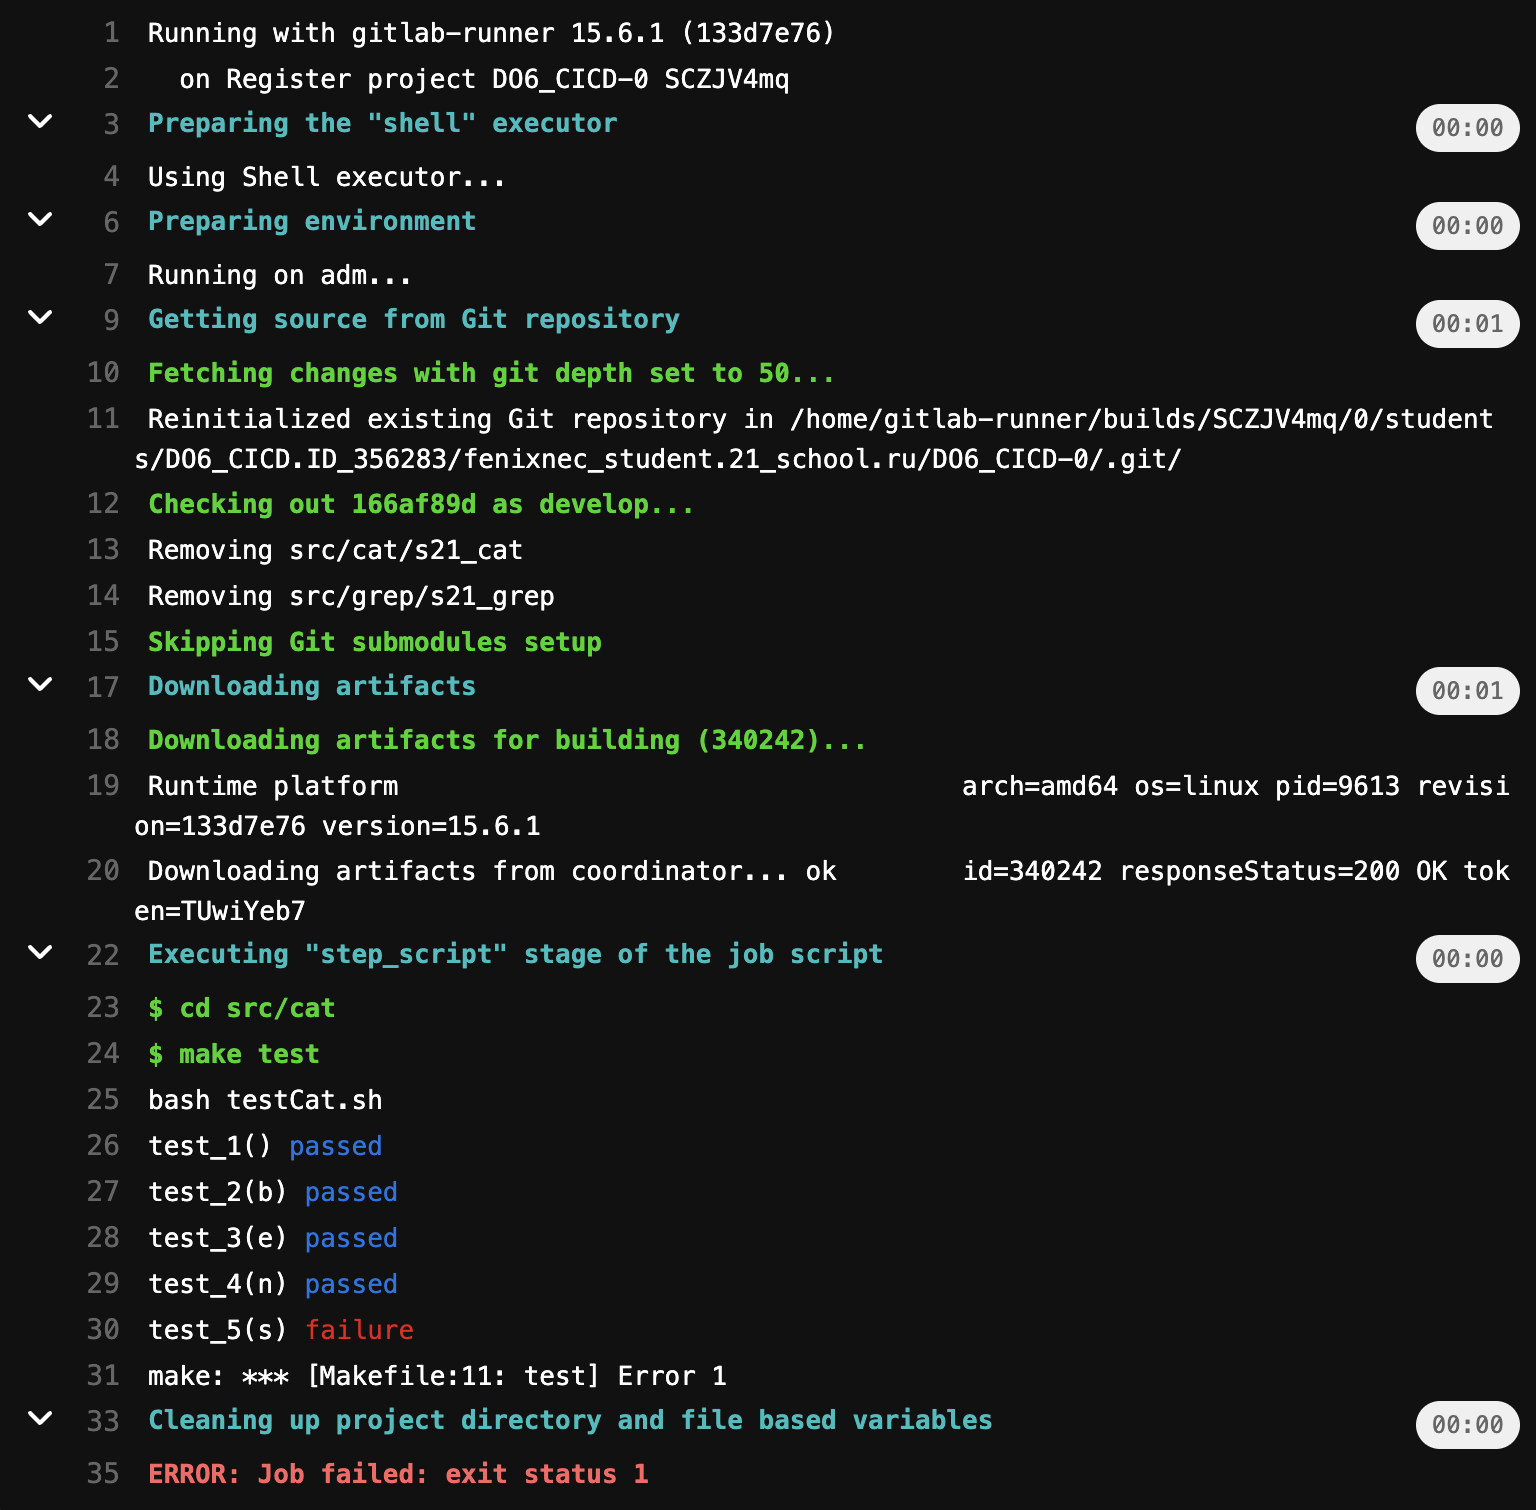 1 Running with gitlab-runner 15.6.1 (133d7e76)
2 on Register project DO6_CICD-0 SCZJV4mq
3 Preparing the "shell" executor 00:00
4 Using Shell executor...
6 Preparing environment 00:00
7 Running on adm...
9 Getting source from Git repository 00:01
10 Fetching changes with git depth set to 50...
11 Reinitialized existing Git repository in /home/gitlab-runner/builds/SCZJV4mq/0/student
s/DO6_CICD.ID_356283/fenixnec_student.21_school.ru/DO6_CICD-0/.git/
12 Checking out 166af89d as develop...
13 Removing src/cat/s21_cat
14 Removing src/grep/s21_grep
15 Skipping Git submodules setup
17 Downloading artifacts 00:01
18 Downloading artifacts for building (340242)...
19 Runtime platform arch=amd64 os=linux pid=9613 revisi
on=133d7e76 version=15.6.1
20 Downloading artifacts from coordinator... ok id=340242 responseStatus=200 OK tok
en=TUwiYeb7
22 Executing "step_script" stage of the job script 00:00
23 $ cd src/cat
24 $ make test
25 bash testCat.sh
26 test_1() passed
27 test_2(b) passed
28 test_3(e) passed
29 test_4(n) passed
30 test_5(s) failure
31 make: *** [Makefile:11: test] Error 1
33 Cleaning up project directory and file based variables 00:00
35 ERROR: Job failed: exit status 1